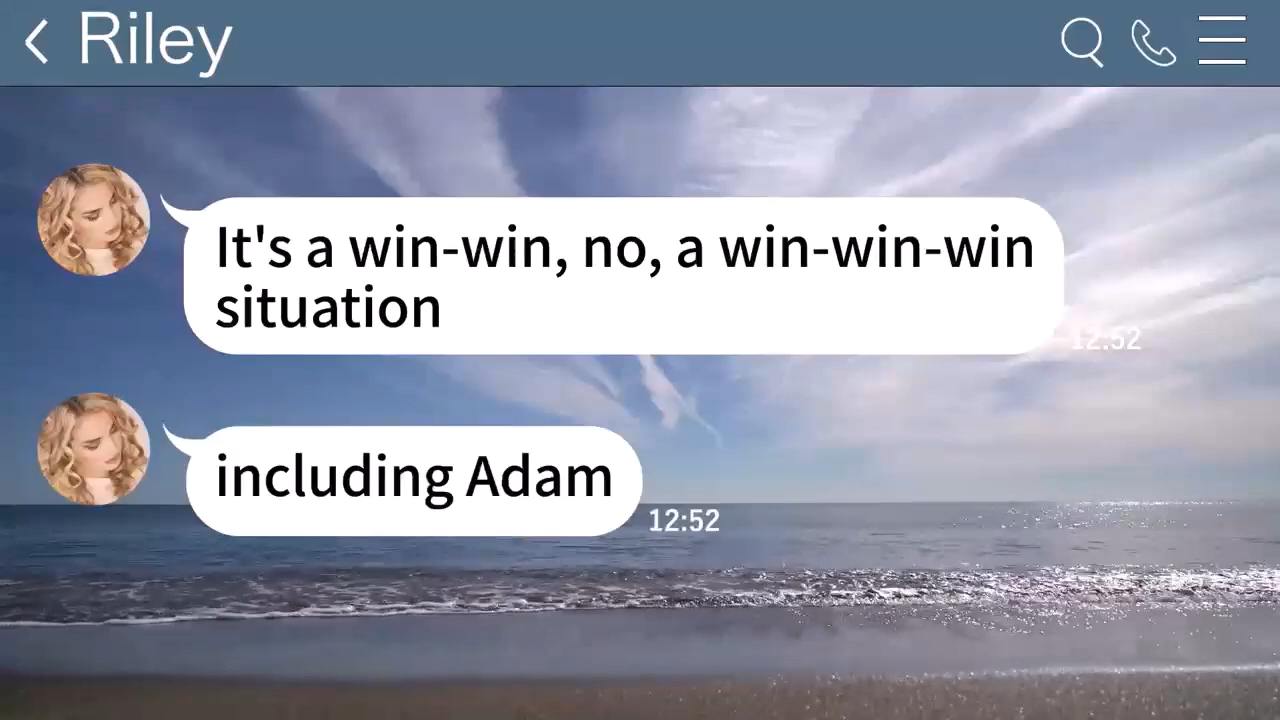 Riley
It's a win-win, no, a win-win-win
situation
12:52
including Adam
12:52